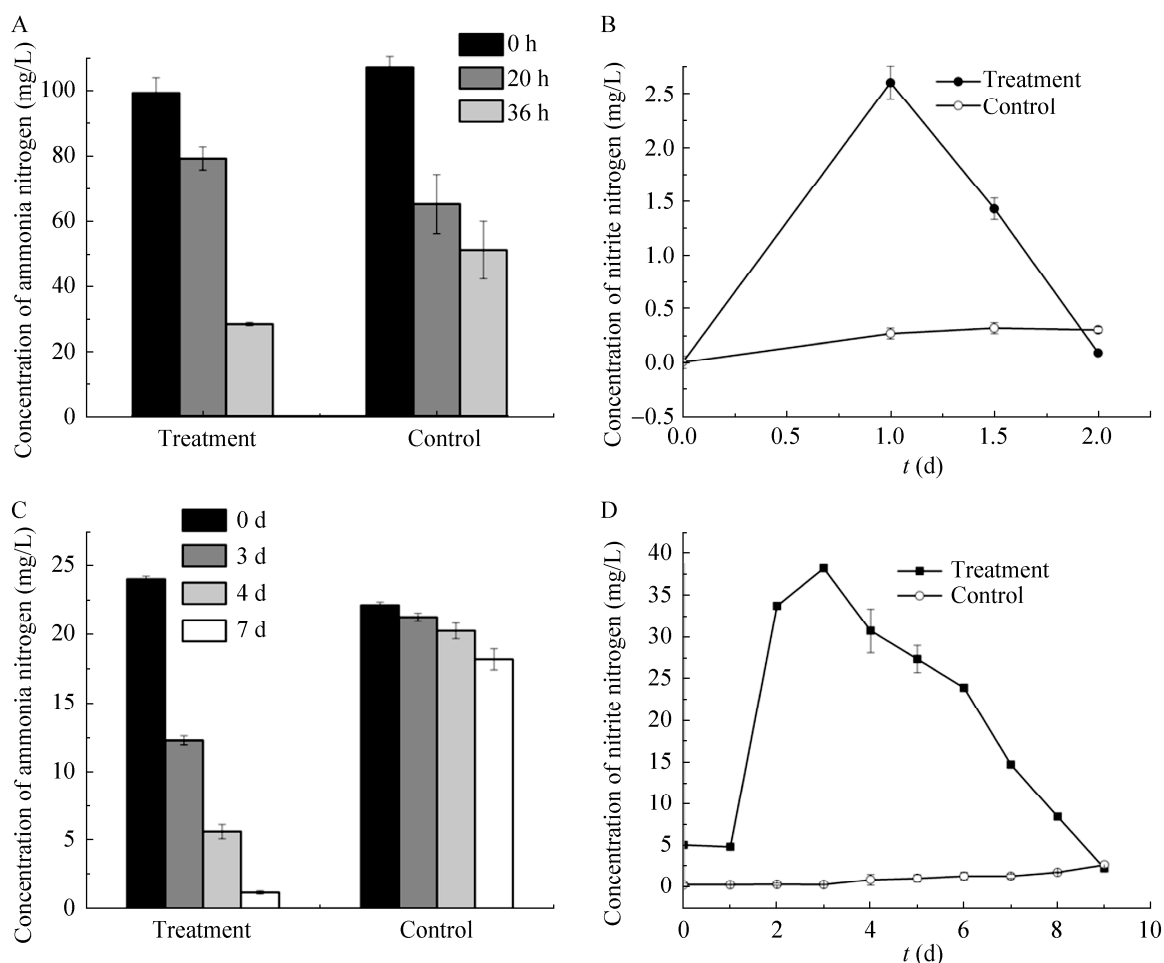 A
Concentration of ammonia nitrogen (mg/L)
100
80
60
40
20
0
0 h
20 h
36 h
Treatment
Control
B
Concentration of nitrite nitrogen (mg/L)
2.5
2.0
1.5
1.0
0.5
0.0
–0.5
Treatment
Control
0.0
0.5
1.0
1.5
2.0
t (d)
C
Concentration of ammonia nitrogen (mg/L)
25
20
15
10
5
0
0 d
3 d
4 d
7 d
Treatment
Control
D
Concentration of nitrite nitrogen (mg/L)
40
35
30
25
20
15
10
5
0
Treatment
Control
0
2
4
6
8
10
t (d)